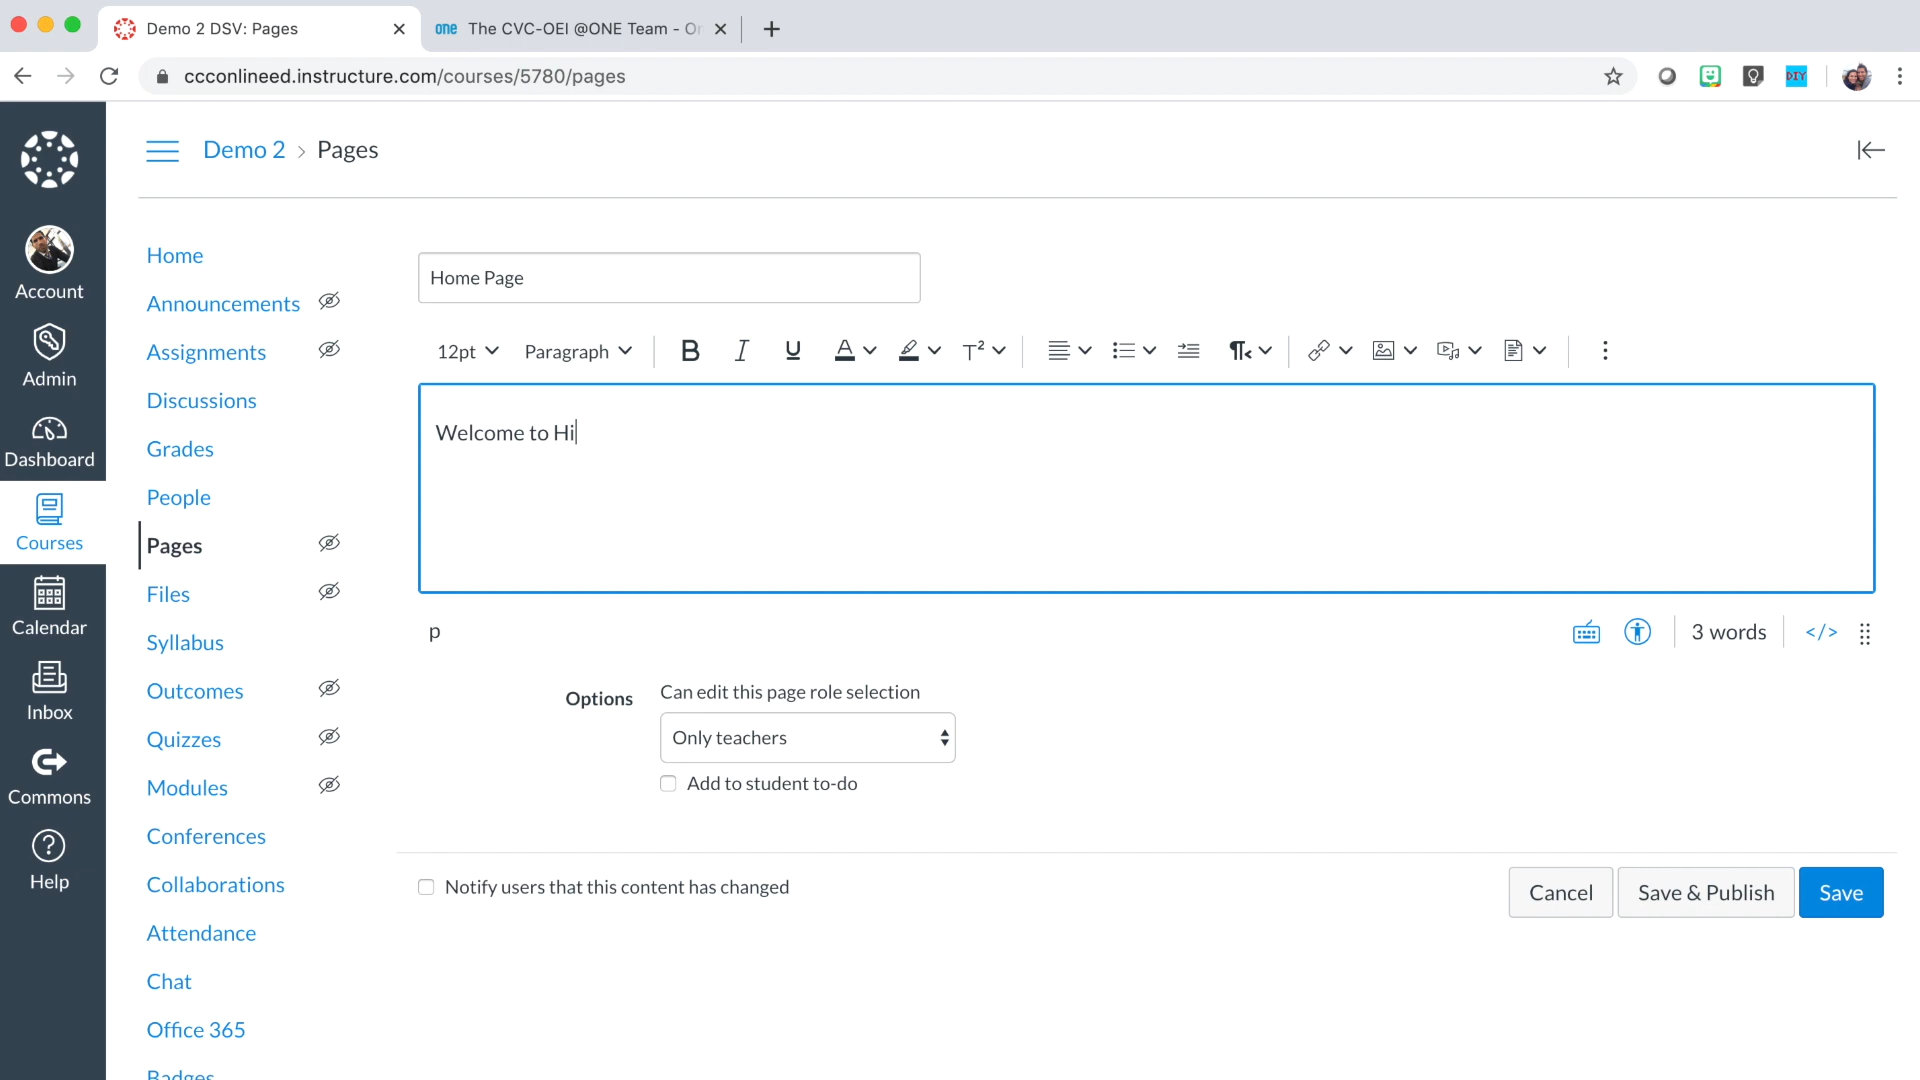 Demo 2 DSV: Pages
one The CVC-OEI @ONE Team - On
ccconlineed.instructure.com/courses/5780/pages
DIY
Demo 2 › Pages
Account
Admin
Dashboard
Courses
Calendar
Inbox
Commons
Help
Home
Announcements
Assignments
Discussions
Grades
People
Pages
Files
Syllabus
Outcomes
Quizzes
Modules
Conferences
Collaborations
Attendance
Chat
Office 365
Badges
Home Page
12pt Paragraph B I U A T²
Welcome to Hi
p
3 words </>
Options Can edit this page role selection
Only teachers
Add to student to-do
Notify users that this content has changed
Cancel Save & Publish Save